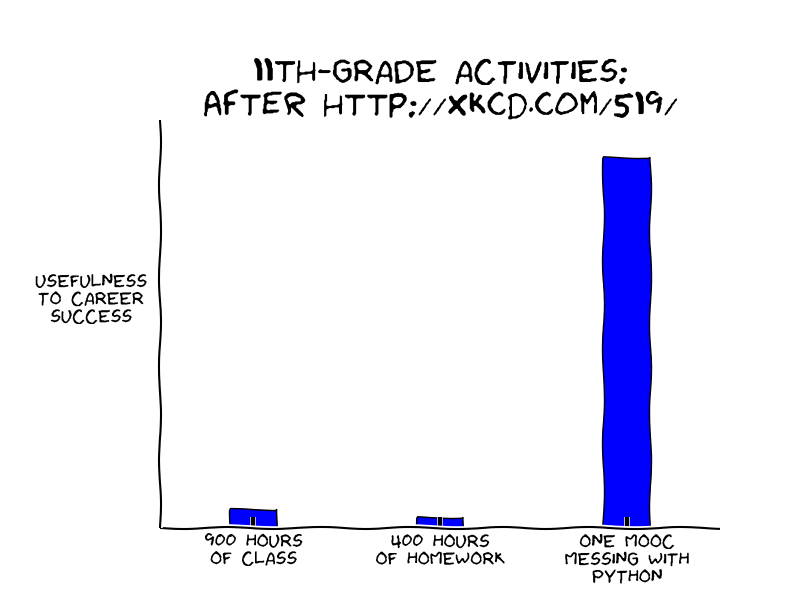 11TH-GRADE ACTIVITIES:
AFTER HTTP://XKCD.COM/519/
USEFULNESS
TO CAREER
SUCCESS
900 HOURS
OF CLASS
400 HOURS
OF HOMEWORK
ONE MOOC
MESSING WITH
PYTHON